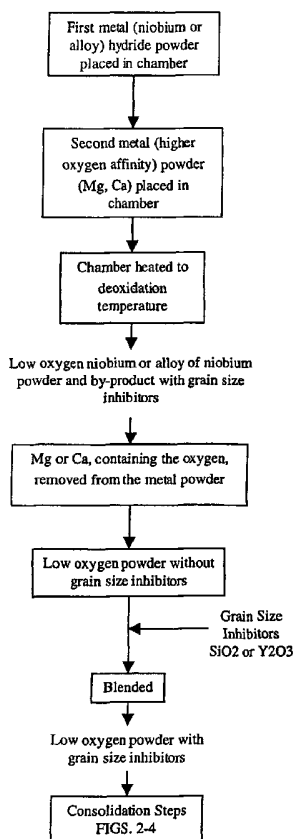 First metal (niobium or
alloy) hydride powder
placed in chamber
Second metal (higher
oxygen affinity) powder
(Mg, Ca) placed in
chamber
Chamber heated to
deoxidation
temperature
Low oxygen niobium or alloy of niobium
powder and by-product with grain size
inhibitors
Mg or Ca, containing the oxygen,
removed from the metal powder
Low oxygen powder without
grain size inhibitors
Grain Size
Inhibitors
SiO2 or Y2O3
Blended
Low oxygen powder with
grain size inhibitors
Consolidation Steps
FIGS. 2-4